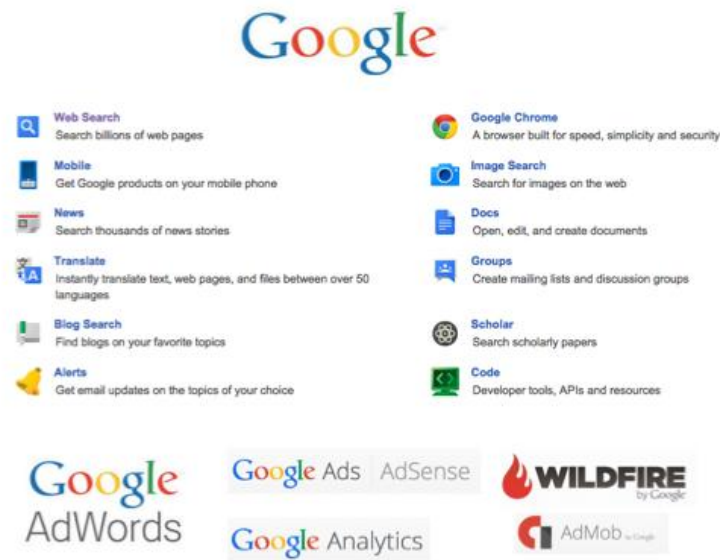 Google
Web Search
Search billions of web pages
Mobile
Get Google products on your mobile phone
News
Search thousands of news stories
Translate
Instantly translate text, web pages, and files between over 50
languages
Blog Search
Find blogs on your favorite topics
Alerts
Get email updates on the topics of your choice
Google Chrome
A browser built for speed, simplicity and security
Image Search
Search for images on the web
Docs
Open, edit, and create documents
Groups
Create mailing lists and discussion groups
Scholar
Search scholarly papers
Code
Developer tools, APIs and resources
Google
AdWords
Google Ads AdSense
Google Analytics
WILDFIRE
by Google
AdMob by Google